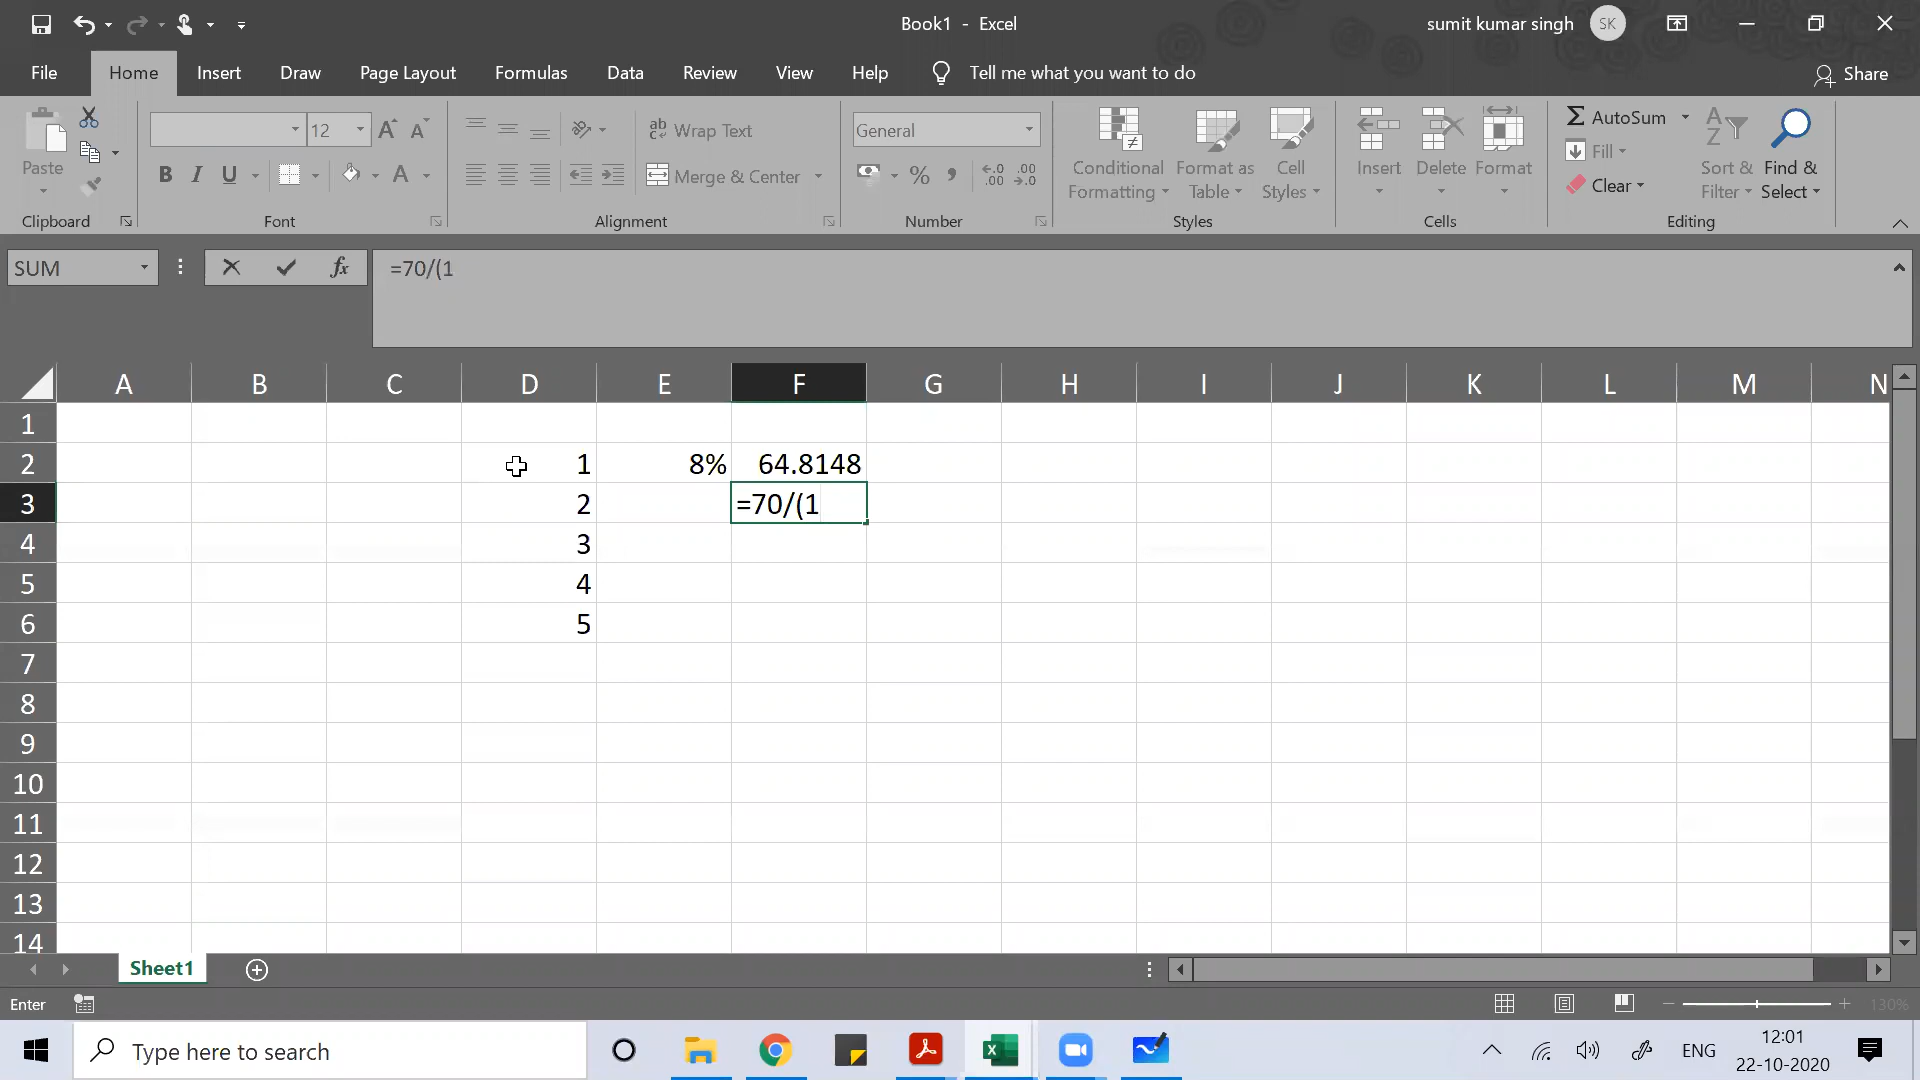 Book1 - Excel
sumit kumar singh
SK
File
Home
Insert
Draw
Page Layout
Formulas
Data
Review
View
Help
Tell me what you want to do
Share
Paste
12
A A
B I U
A
ab Wrap Text
Merge & Center
General
%
Conditional Formatting
Format as Table
Cell Styles
Insert
Delete
Format
AutoSum
Fill
Clear
Sort & Filter
Find & Select
Clipboard
Font
Alignment
Number
Styles
Cells
Editing
SUM
fx
=70/(1
A B C D E F G H I J K L M N
1
2 1 8% 64.8148
3 2 =70/(1
4 3
5 4
6 5
7
8
9
10
11
12
13
14
Sheet1
Enter
130%
Type here to search
ENG
12:01
22-10-2020